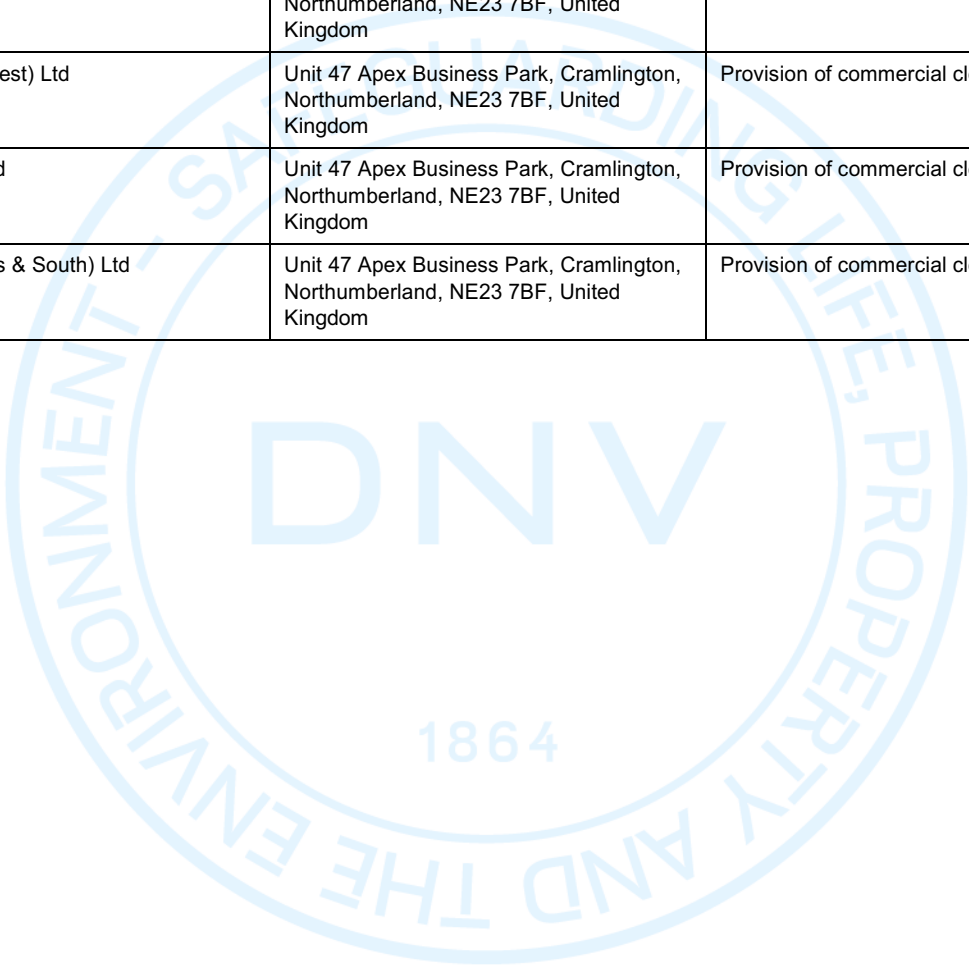 Northumberland, NE23 7BF, United
Kingdom
est) Ltd
Unit 47 Apex Business Park, Cramlington,
Northumberland, NE23 7BF, United
Kingdom
Provision of commercial cl
d
Unit 47 Apex Business Park, Cramlington,
Northumberland, NE23 7BF, United
Kingdom
Provision of commercial cl
s & South) Ltd
Unit 47 Apex Business Park, Cramlington,
Northumberland, NE23 7BF, United
Kingdom
Provision of commercial cl
SAFEGUARDING LIFE, PROPERTY AND THE ENVIRONMENT –
DNV
1864